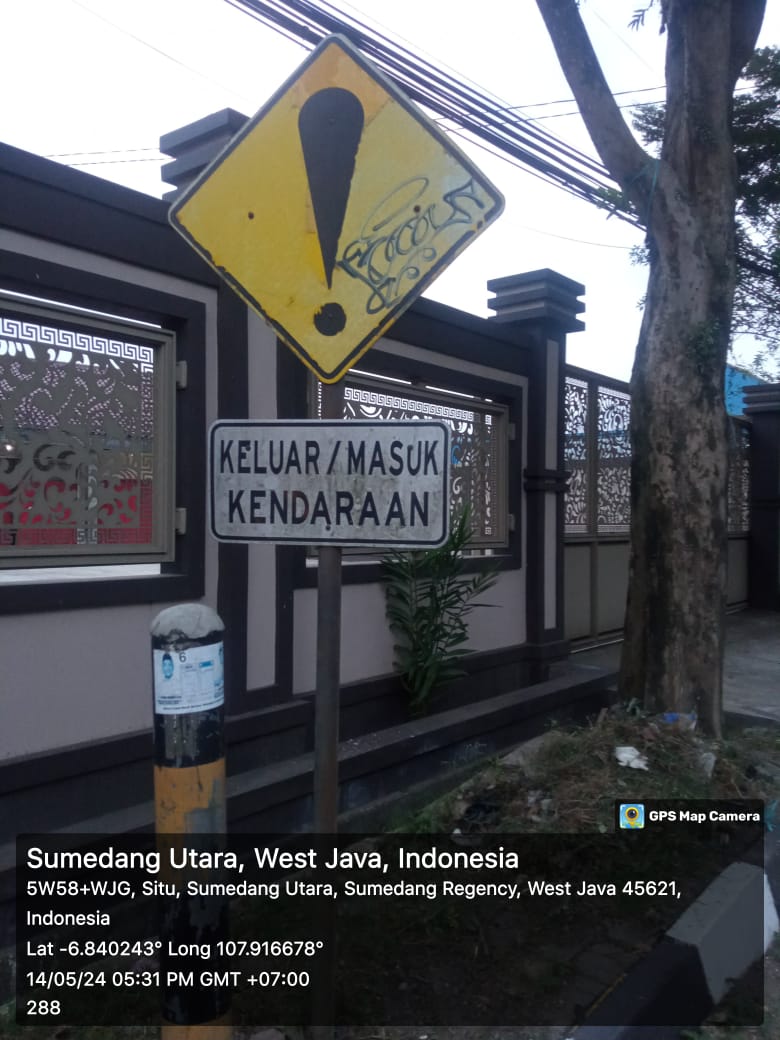 KELUAR / MASUK
KENDARAAN
6
GPS Map Camera
Sumedang Utara, West Java, Indonesia
5W58+WJG, Situ, Sumedang Utara, Sumedang Regency, West Java 45621,
Indonesia
Lat -6.840243° Long 107.916678°
14/05/24 05:31 PM GMT +07:00
288